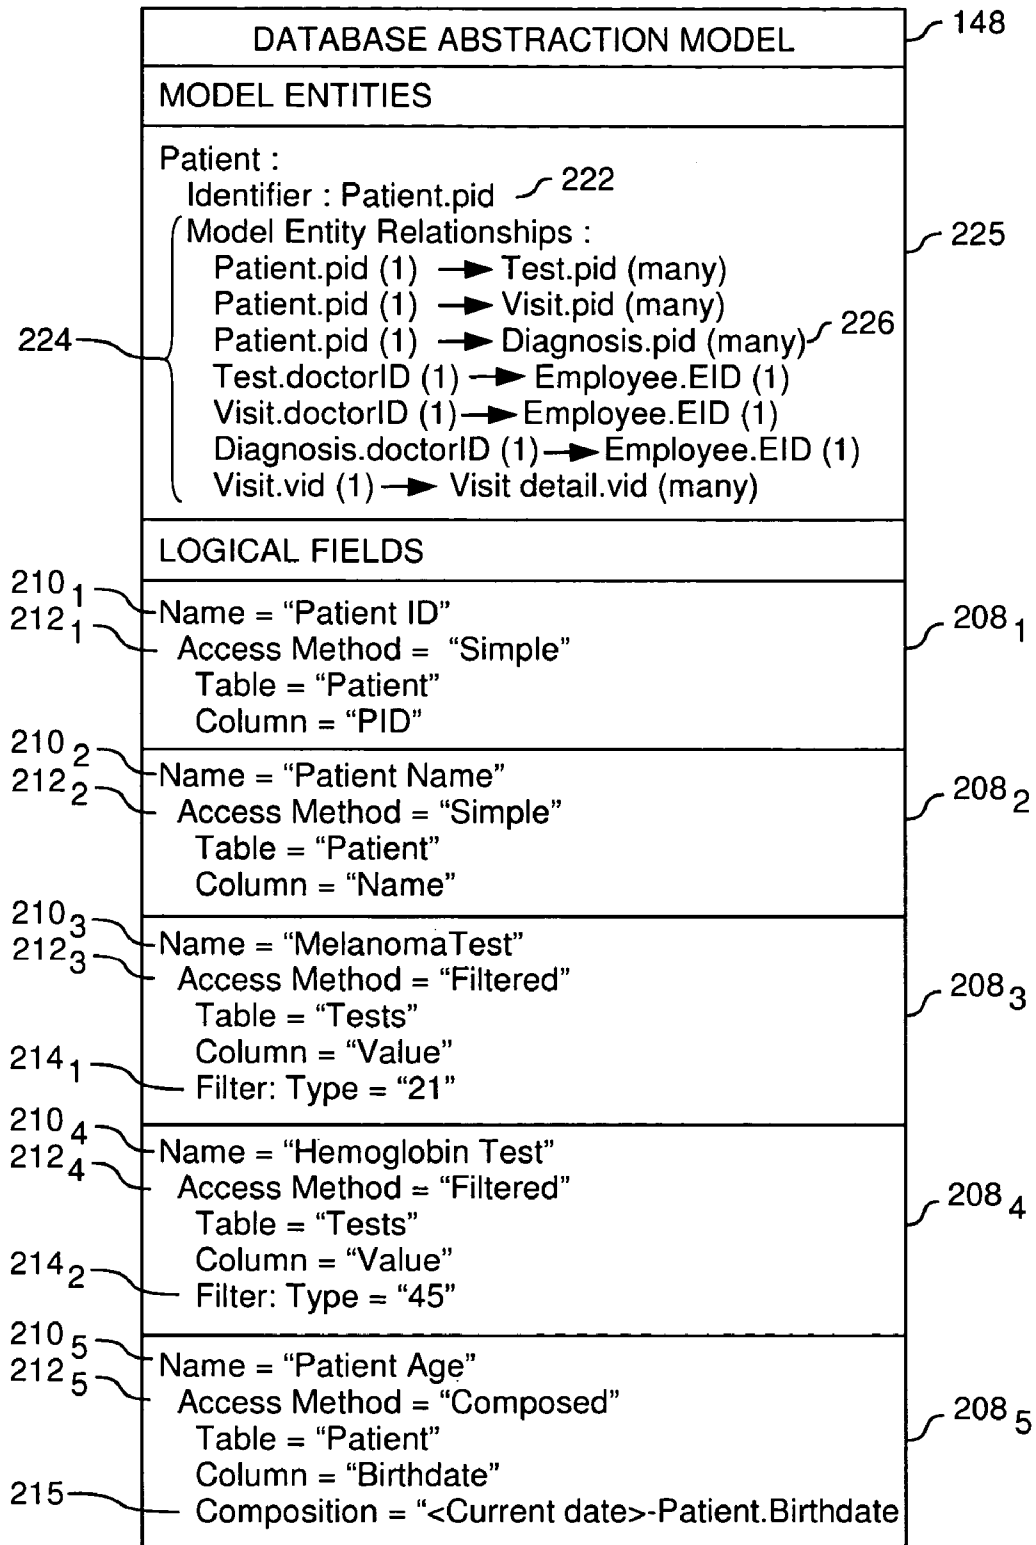 DATABASE ABSTRACTION MODEL
148
MODEL ENTITIES
Patient :
Identifier : Patient.pid
222
Model Entity Relationships :
225
Patient.pid (1) → Test.pid (many)
Patient.pid (1) → Visit.pid (many)
224
Patient.pid (1) → Diagnosis.pid (many)
226
Test.doctorID (1) → Employee.EID (1)
Visit.doctorID (1) → Employee.EID (1)
Diagnosis.doctorID (1) → Employee.EID (1)
Visit.vid (1) → Visit detail.vid (many)
LOGICAL FIELDS
210 1
Name = “Patient ID”
212 1
Access Method = “Simple”
208 1
Table = “Patient”
Column = “PID”
210 2
Name = “Patient Name”
212 2
Access Method = “Simple”
208 2
Table = “Patient”
Column = “Name”
210 3
Name = “MelanomaTest”
212 3
Access Method = “Filtered”
208 3
Table = “Tests”
Column = “Value”
214 1
Filter: Type = “21”
210 4
Name = “Hemoglobin Test”
212 4
Access Method = “Filtered”
208 4
Table = “Tests”
Column = “Value”
214 2
Filter: Type = “45”
210 5
Name = “Patient Age”
212 5
Access Method = “Composed”
208 5
Table = “Patient”
Column = “Birthdate”
215
Composition = “<Current date>-Patient.Birthdate